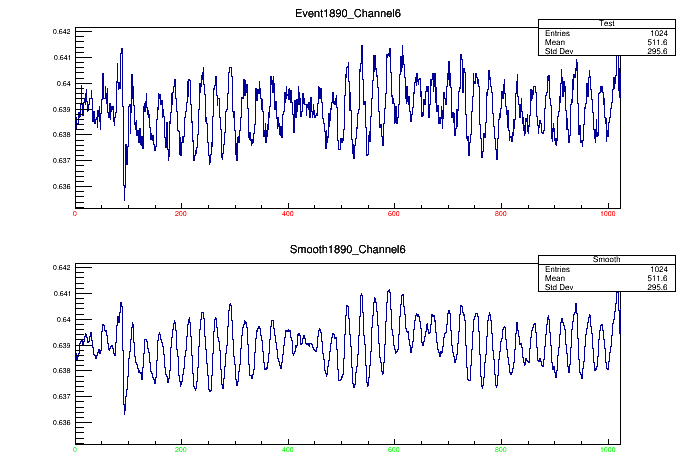 Event1890_Channel6
Test
Entries 1024
Mean 511.6
Std Dev 295.6
0.642
0.641
0.64
0.639
0.638
0.637
0.636
0 200 400 600 800 1000
Smooth1890_Channel6
Smooth
Entries 1024
Mean 511.6
Std Dev 295.6
0.642
0.641
0.64
0.639
0.638
0.637
0.636
0 200 400 600 800 1000